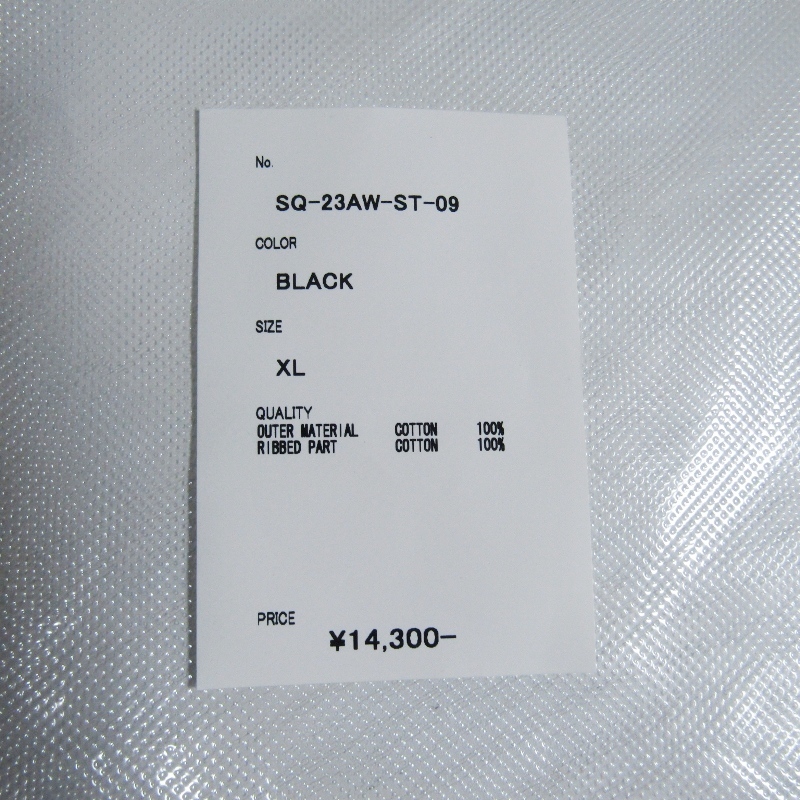 No.
SQ-23AW-ST-09
COLOR
BLACK
SIZE
XL
QUALITY
OUTER MATERIAL COTTON 100%
RIBBED PART COTTON 100%
PRICE
¥14,300-